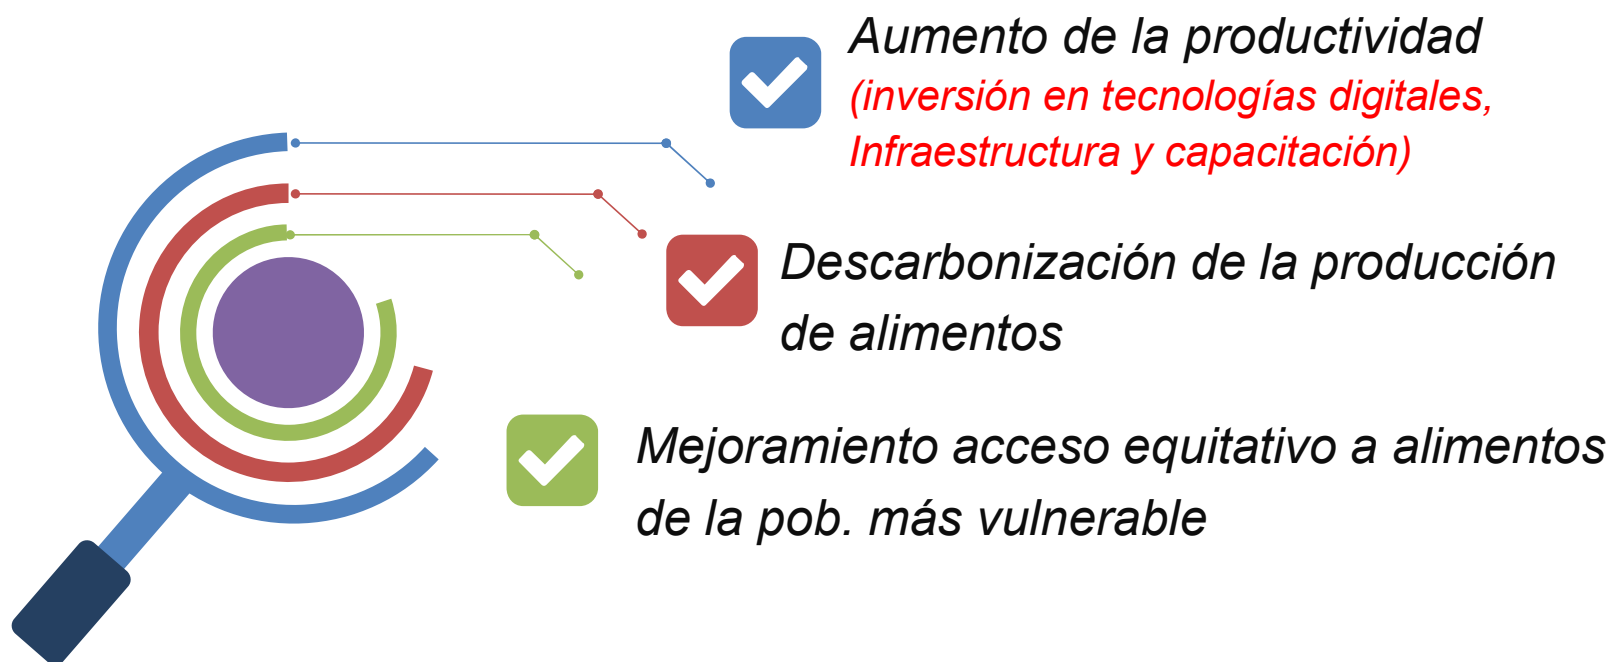 Aumento de la productividad
(inversión en tecnologías digitales,
Infraestructura y capacitación)
Descarbonización de la producción
de alimentos
Mejoramiento acceso equitativo a alimentos
de la pob. más vulnerable